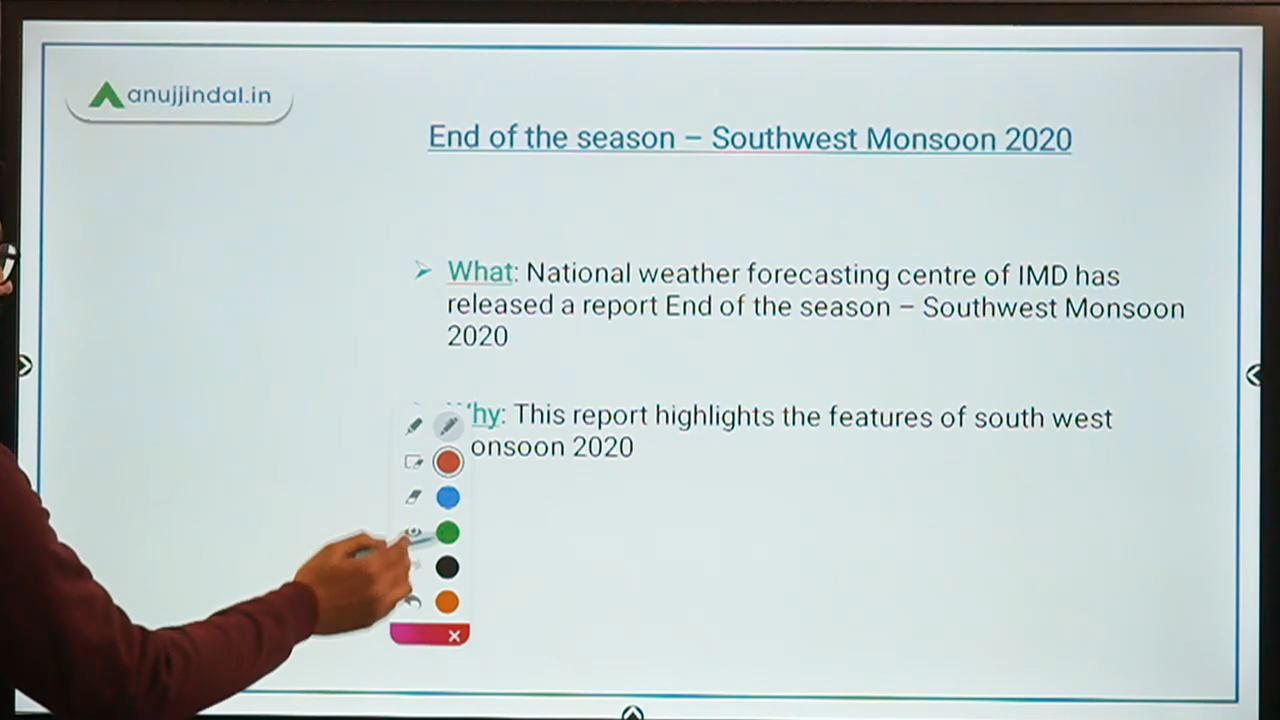 anujjindal.in
End of the season – Southwest Monsoon 2020
What: National weather forecasting centre of IMD has
released a report End of the season – Southwest Monsoon
2020
hy: This report highlights the features of south west
onsoon 2020